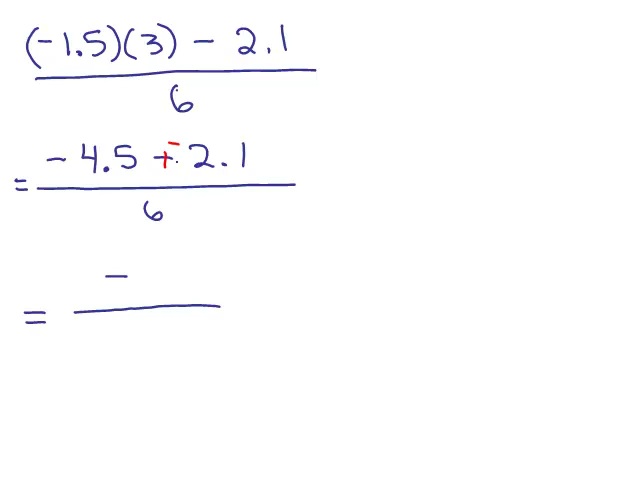 (-1.5)(3) - 2.1
6
= -4.5 + -2.1
6
= -